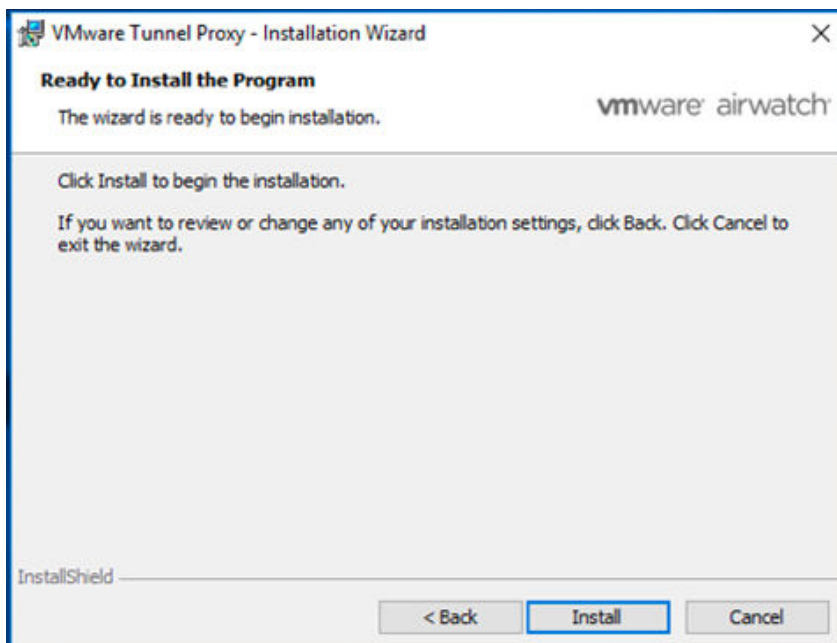 VMware Tunnel Proxy - Installation Wizard
Ready to Install the Program
The wizard is ready to begin installation.
vmware airwatch
Click Install to begin the installation.
If you want to review or change any of your installation settings, click Back. Click Cancel to
exit the wizard.
InstallShield
< Back Install Cancel